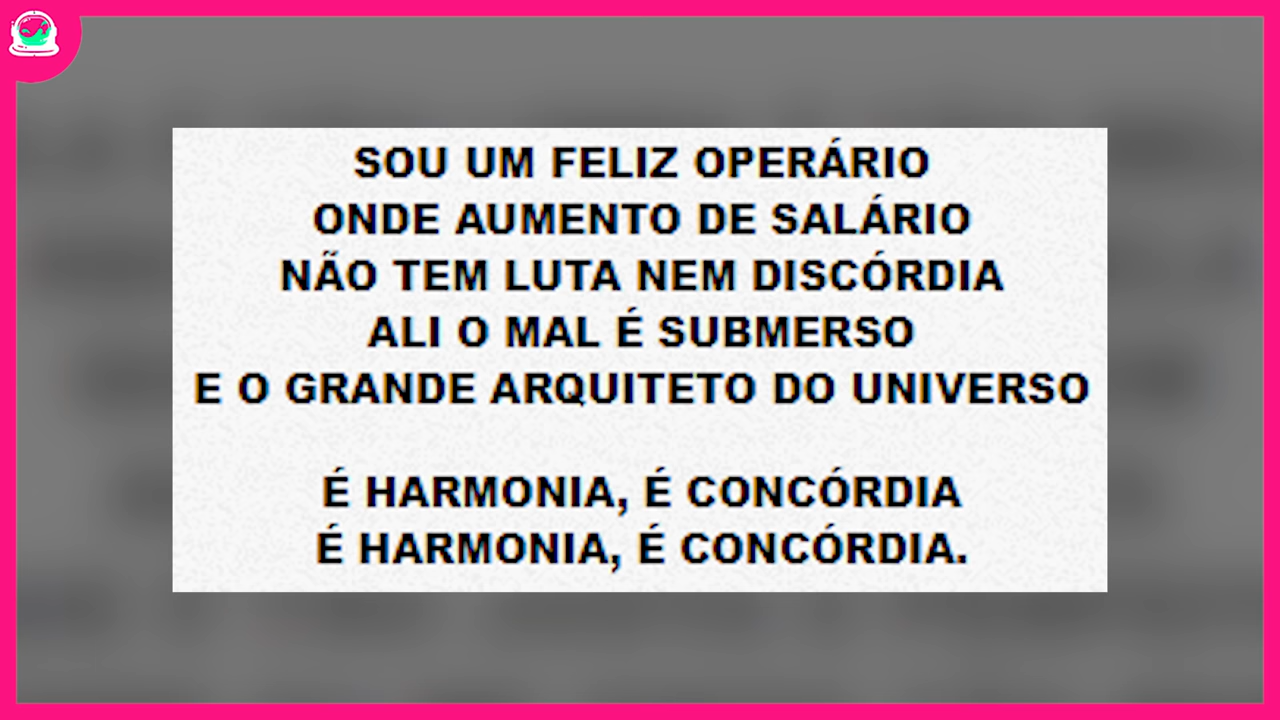 SOU UM FELIZ OPERÁRIO
ONDE AUMENTO DE SALÁRIO
NÃO TEM LUTA NEM DISCÓRDIA
ALI O MAL É SUBMERSO
E O GRANDE ARQUITETO DO UNIVERSO
É HARMONIA, É CONCÓRDIA
É HARMONIA, É CONCÓRDIA.